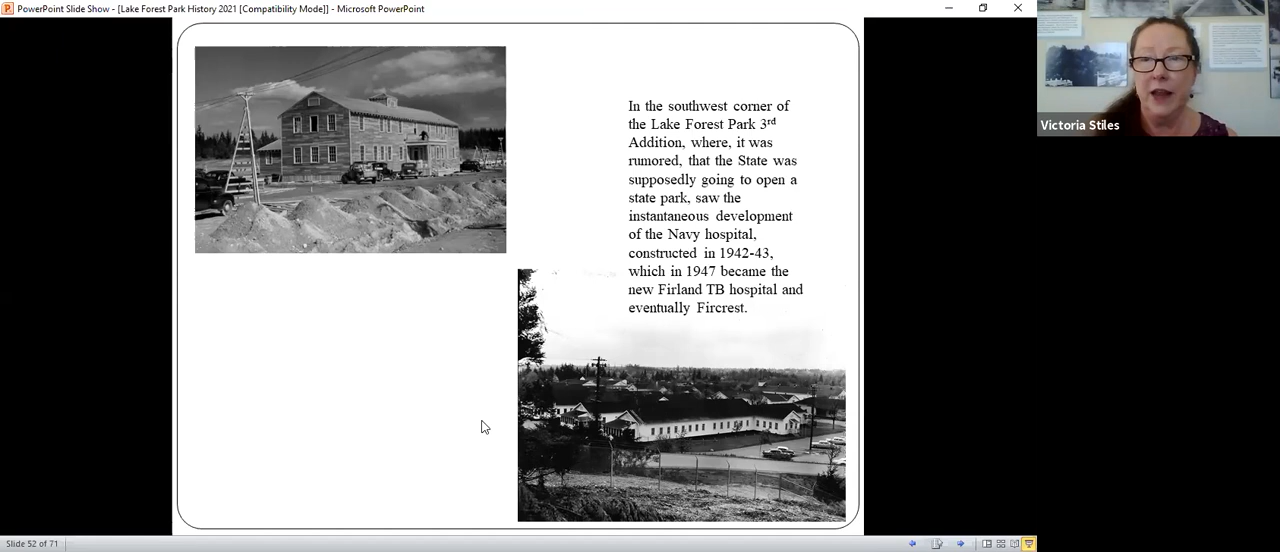 PowerPoint Slide Show - [Lake Forest Park History 2021 [Compatibility Mode]] - Microsoft PowerPoint
Victoria Stiles
In the southwest corner of
the Lake Forest Park 3rd
Addition, where, it was
rumored, that the State was
supposedly going to open a
state park, saw the
instantaneous development
of the Navy hospital,
constructed in 1942-43,
which in 1947 became the
new Firland TB hospital and
eventually Fircrest.
Slide 52 of 71